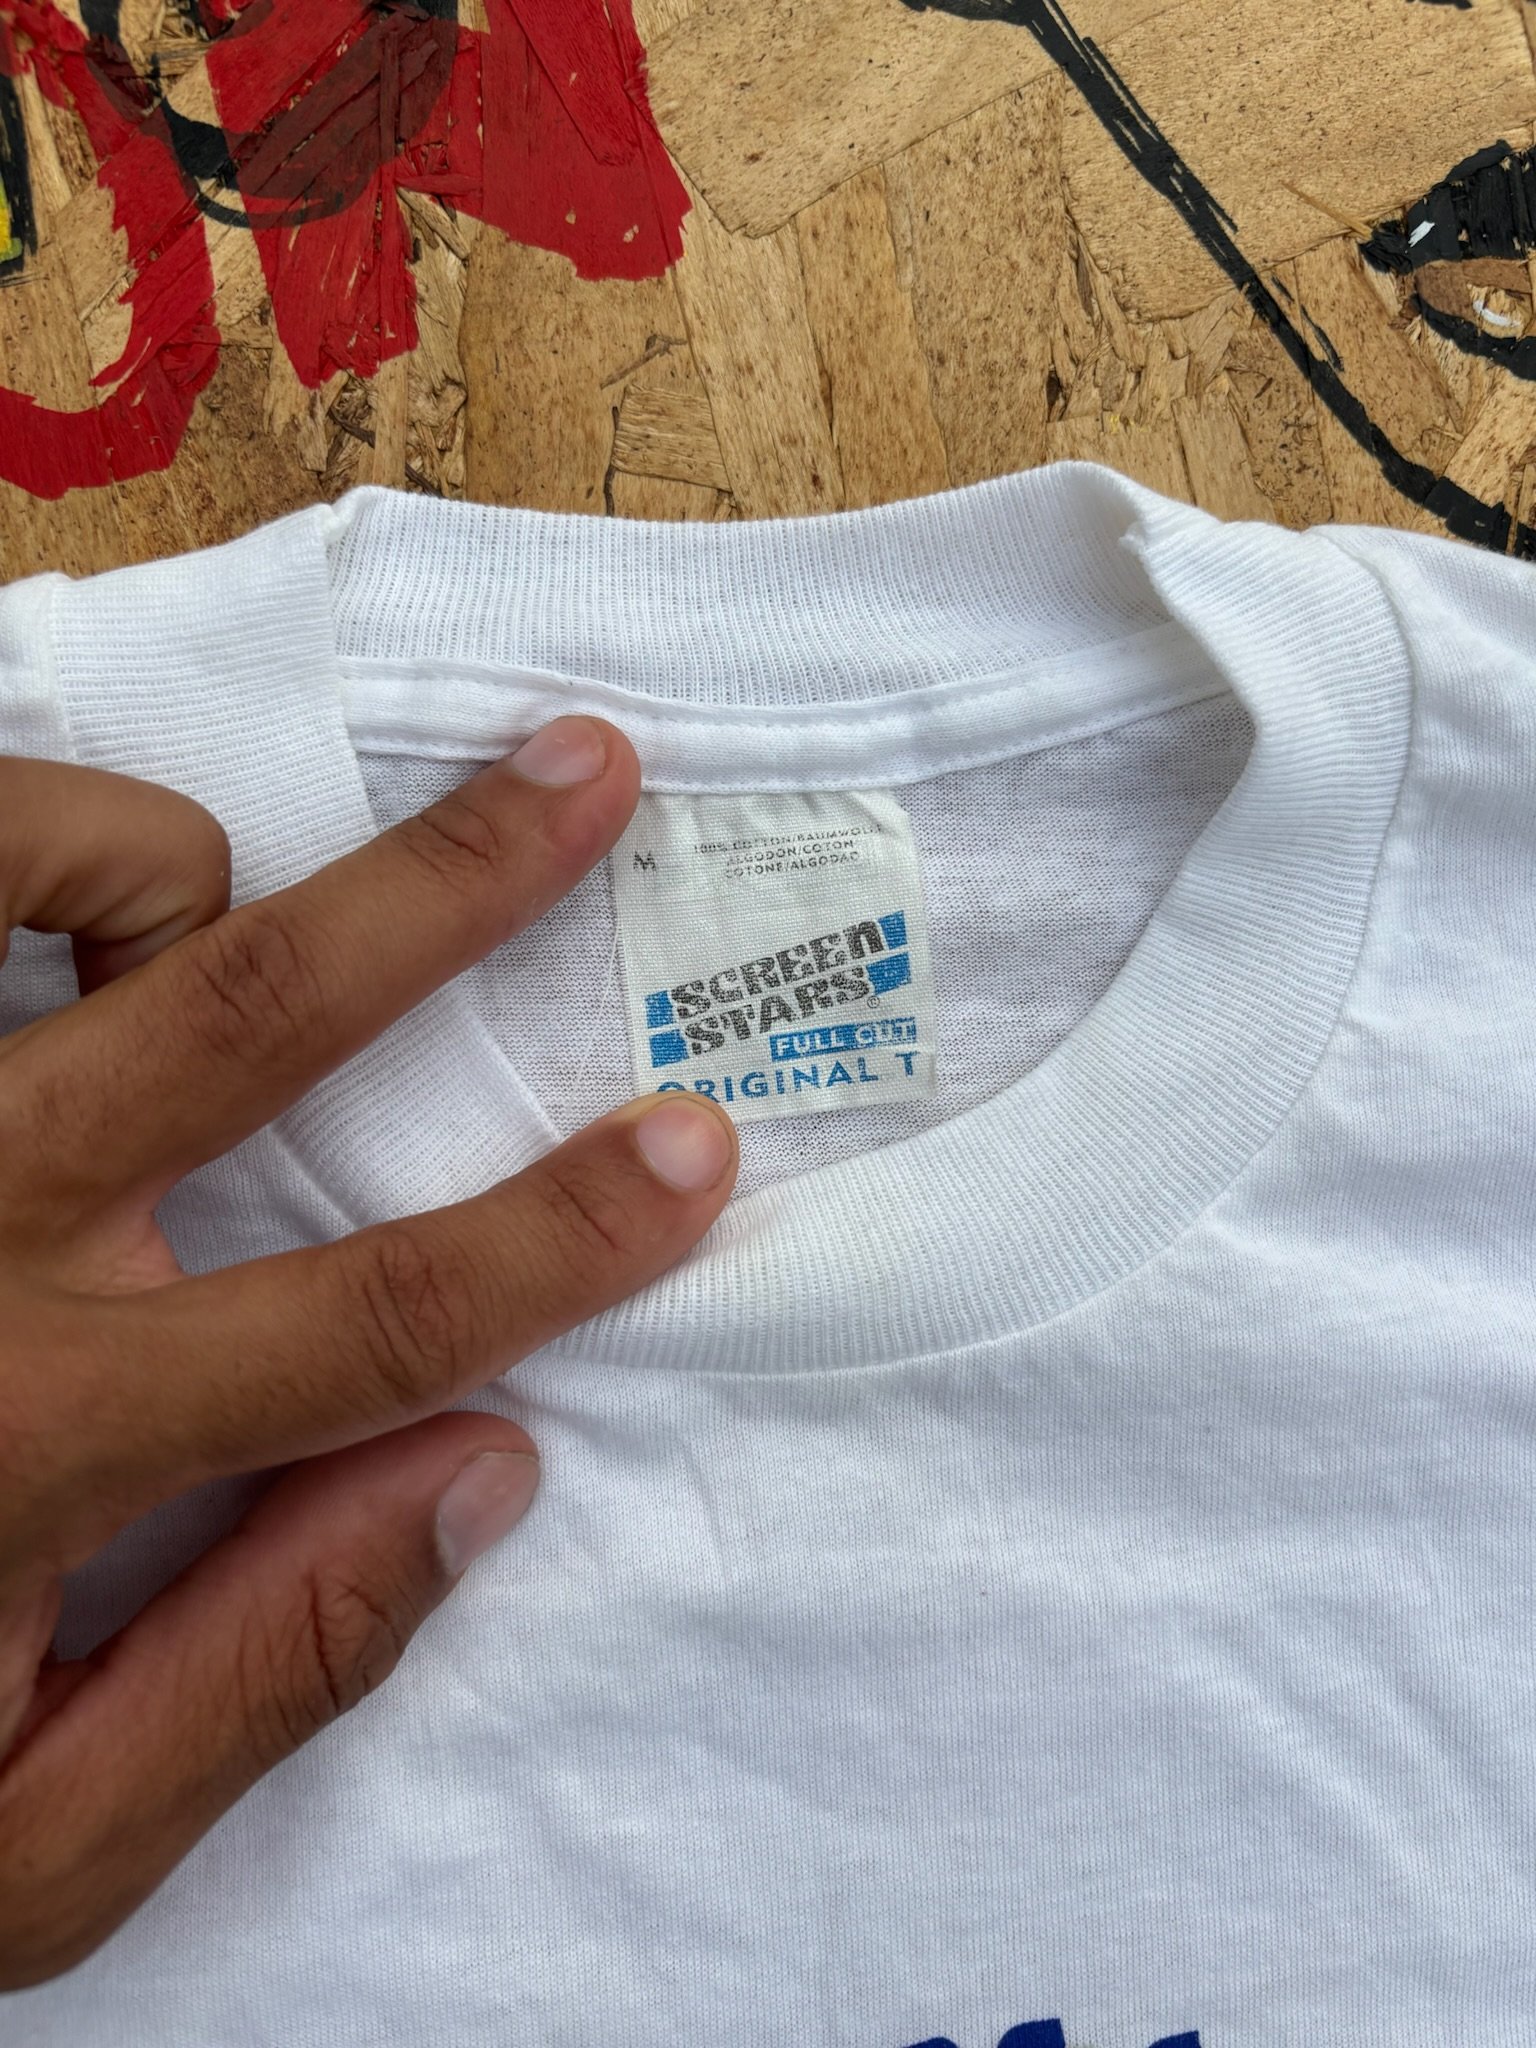 M
100% COTTON/BAUMWOLLE
ALGODON/COTON
COTONE/ALGODAO
SCREEN
STARS®
FULL CUT
ORIGINAL T